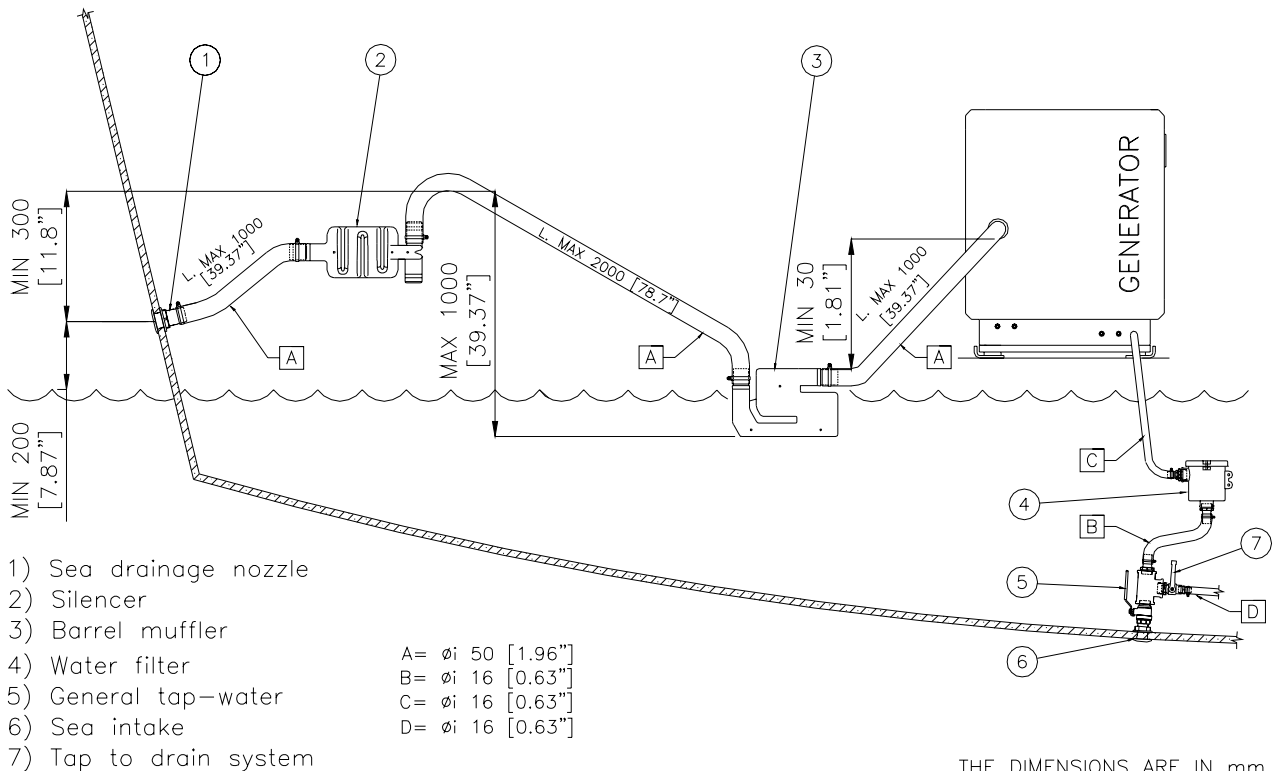 1
2
3
GENERATOR
MIN 300
[11.8"]
L. MAX 1000
[39.37"]
L. MAX 2000 [78.7"]
MAX 1000
[39.37"]
MIN 30
[1.81"]
L. MAX 1000
[39.37"]
A
A
A
MIN 200
[7.87"]
C
4
B
7
5
D
6
1) Sea drainage nozzle
2) Silencer
3) Barrel muffler
4) Water filter
5) General tap-water
6) Sea intake
7) Tap to drain system
A= øi 50 [1.96"]
B= øi 16 [0.63"]
C= øi 16 [0.63"]
D= øi 16 [0.63"]
THE DIMENSIONS ARE IN mm